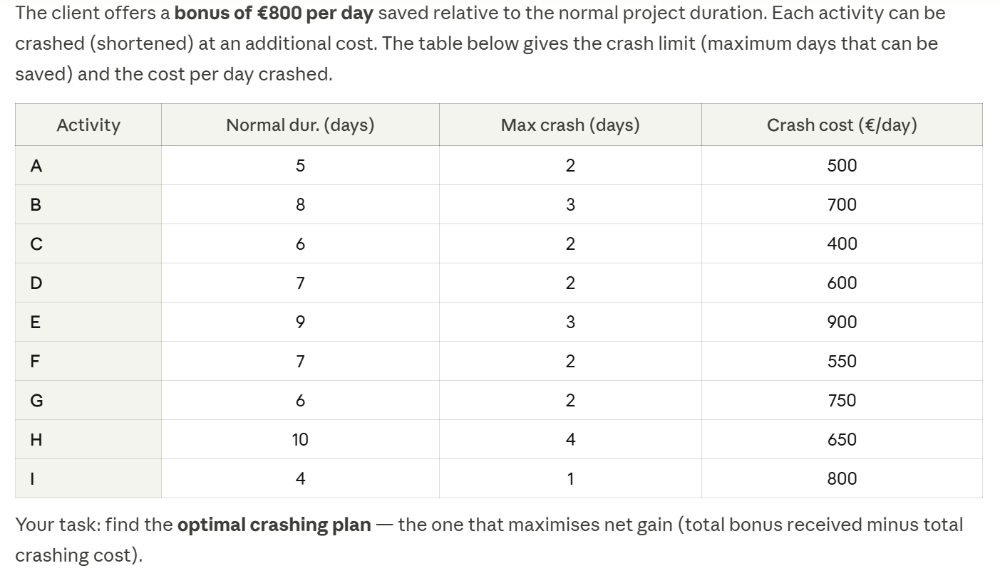 The client offers a bonus of €800 per day saved relative to the normal project duration. Each activity can be
crashed (shortened) at an additional cost. The table below gives the crash limit (maximum days that can be
saved) and the cost per day crashed.
Activity Normal dur. (days) Max crash (days) Crash cost (€/day)
A 5 2 500
B 8 3 700
C 6 2 400
D 7 2 600
E 9 3 900
F 7 2 550
G 6 2 750
H 10 4 650
I 4 1 800
Your task: find the optimal crashing plan — the one that maximises net gain (total bonus received minus total
crashing cost).